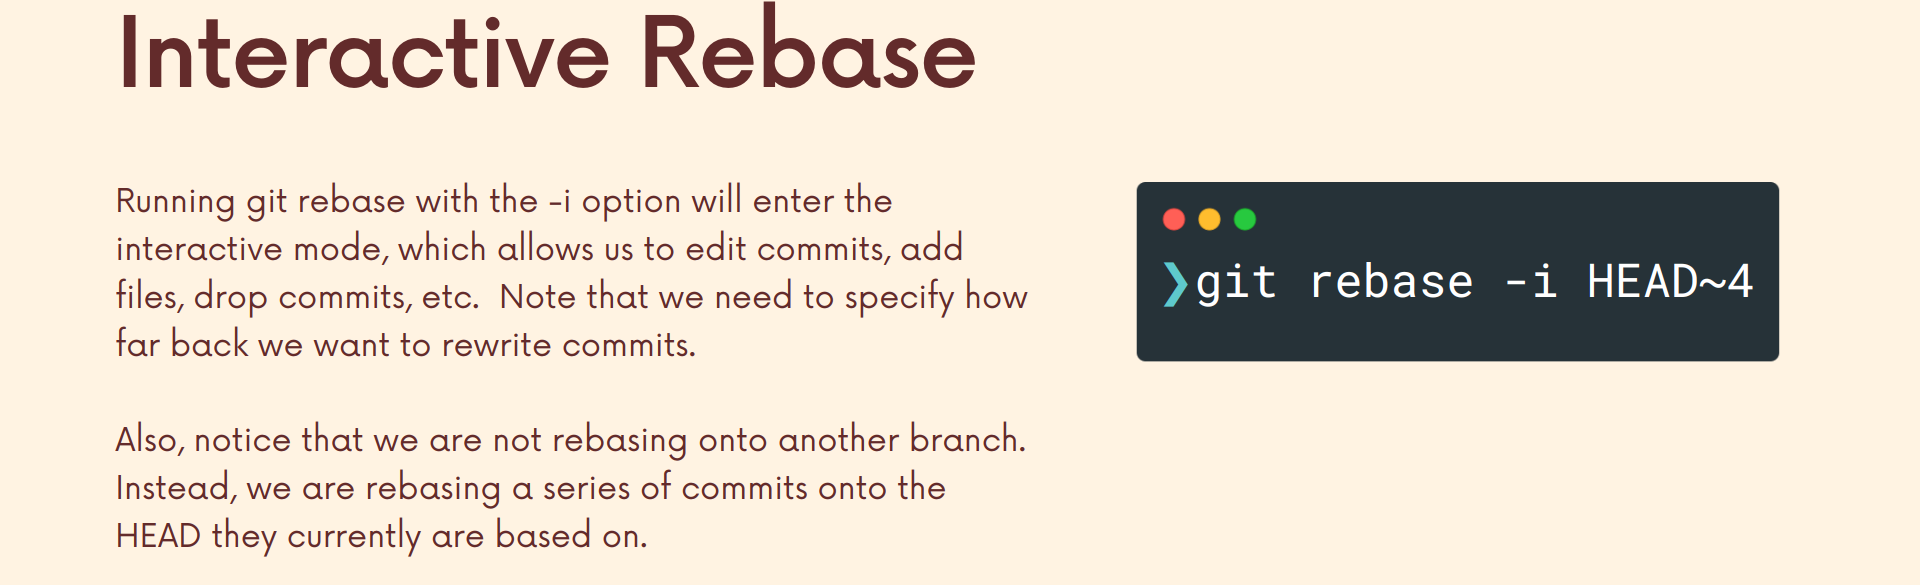 Interactive Rebase
Running git rebase with the -i option will enter the
interactive mode, which allows us to edit commits, add
files, drop commits, etc.  Note that we need to specify how
far back we want to rewrite commits.
Also, notice that we are not rebasing onto another branch.
Instead, we are rebasing a series of commits onto the
HEAD they currently are based on.
❯git rebase -i HEAD~4